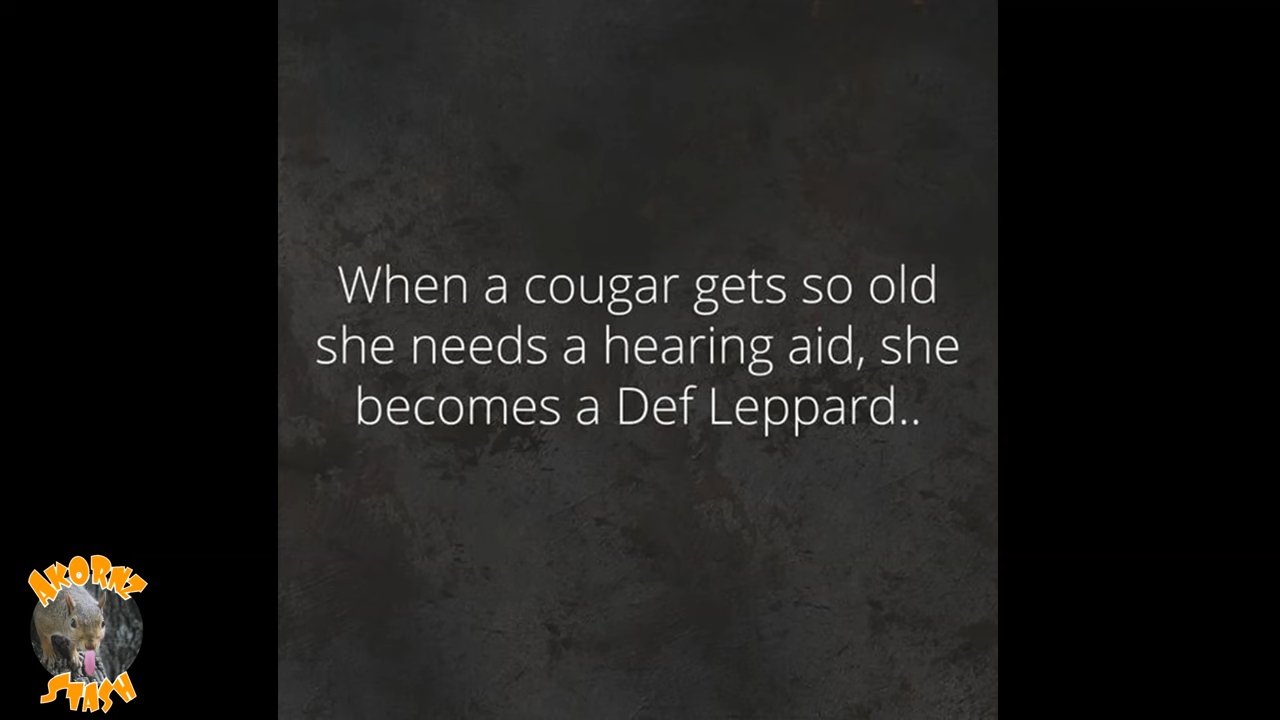 When a cougar gets so old
she needs a hearing aid, she
becomes a Def Leppard..
AKORNZ
STASH